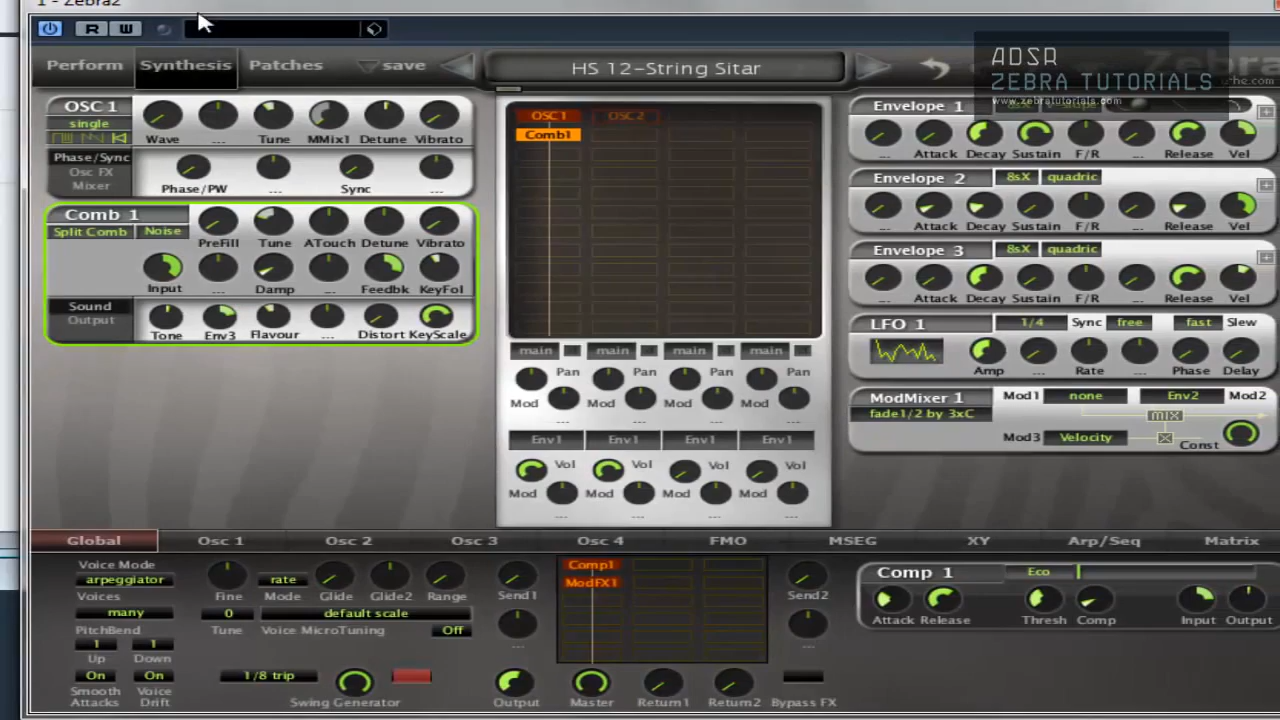 1 - Zebra2
R W
Perform Synthesis Patches save HS 12-String Sitar
ADSR
ZEBRA TUTORIALS
www.zebratutorials.com
u-he.com
OSC 1
single
Wave ... Tune MMix1 Detune Vibrato
Phase/Sync
Osc FX
Mixer
Phase/PW ... Sync ...
Comb 1
Split Comb Noise
PreFill Tune ATouch Detune Vibrato
Input ... Damp ... Feedbk KeyFol
Sound
Output
Tone Env3 Flavour ... Distort KeyScale
OSC1 OSC2
Comb1
main main main main
Pan Pan Pan Pan
Mod Mod Mod Mod
... ... ... ...
Env1 Env1 Env1 Env1
Vol Vol Vol Vol
Mod Mod Mod Mod
... ... ... ...
Envelope 1
... Attack Decay Sustain F/R ... Release Vel
Envelope 2 8sX quadric
... Attack Decay Sustain F/R ... Release Vel
Envelope 3 8sX quadric
... Attack Decay Sustain F/R ... Release Vel
LFO 1 1/4 Sync free fast Slew
Amp ... Rate ... Phase Delay
ModMixer 1 Mod1 none Env2 Mod2
fade1/2 by 3xC mix
Mod3 Velocity X Const
Global Osc 1 Osc 2 Osc 3 Osc 4 FMO MSEG XY Arp/Seq Matrix
Voice Mode
arpeggiator
Voices
many
PitchBend
1 1
Up Down
On On
Smooth Attacks Voice Drift
rate
Fine Mode Glide Glide2 Range
0 default scale
Tune Voice MicroTuning Off
1/8 trip
Swing Generator
Send1
...
Output
Comp1
ModFX1
Master Return1 Return2 Bypass FX
Send2
...
Comp 1 Eco
Attack Release Thresh Comp Input Output